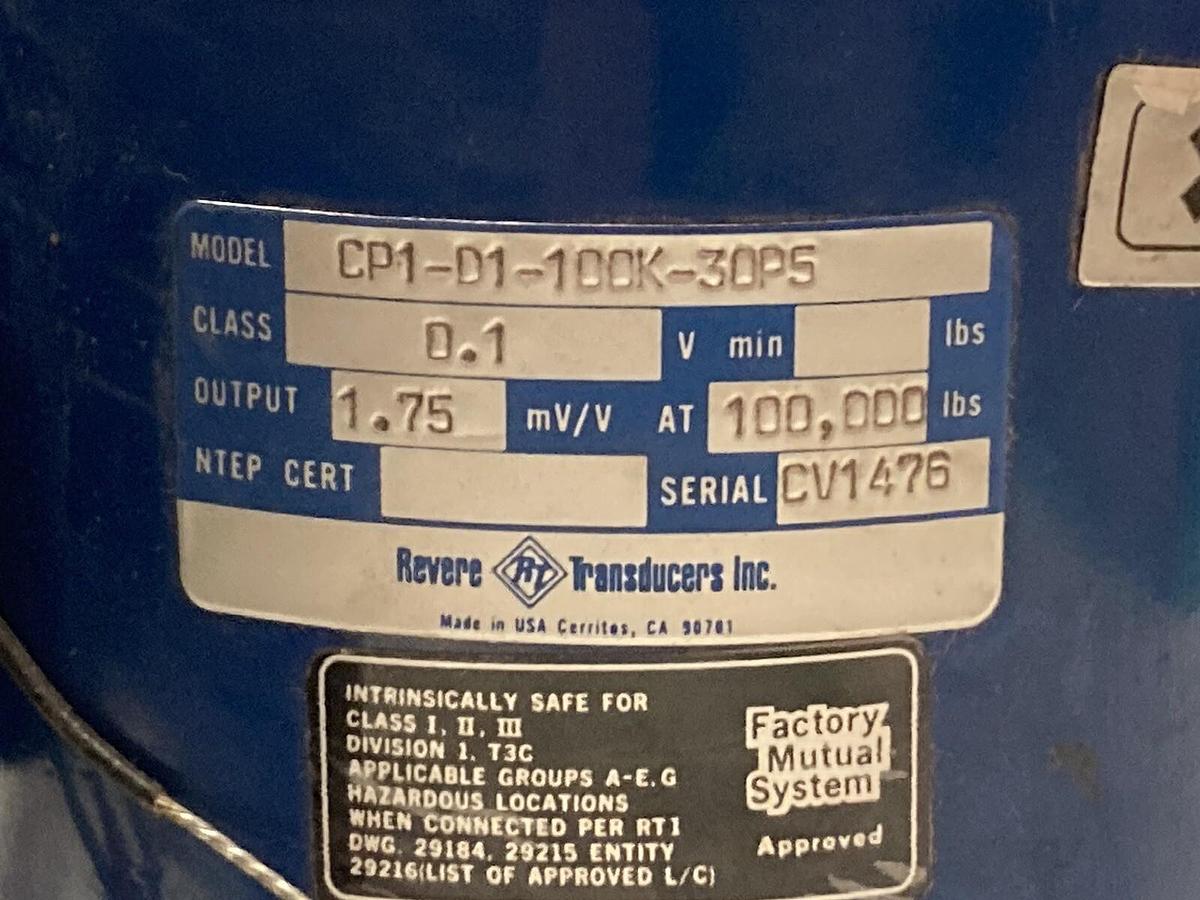 MODEL CP1-D1-100K-30P5
CLASS 0.1 V min lbs
OUTPUT 1.75 mV/V AT 100,000 lbs
NTEP CERT SERIAL CV1476
Revere RT Transducers Inc.
Made in USA Cerritos, CA 90701
INTRINSICALLY SAFE FOR
CLASS I, II, III
DIVISION 1, T3C
APPLICABLE GROUPS A-E,G
HAZARDOUS LOCATIONS
WHEN CONNECTED PER RTI
DWG. 29184, 29215 ENTITY
29216(LIST OF APPROVED L/C)
Factory
Mutual
System
Approved